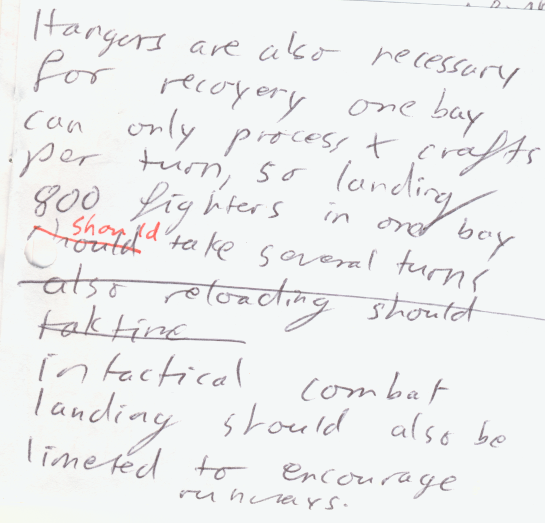 Hangers are also necessary
for recovery one bay
can only process X crafts
per turn, so landing
800 fighters in one bay
should
would take several turns
also reloading should
tak time
in tactical combat
landing should also be
limeted to encourage
runways.